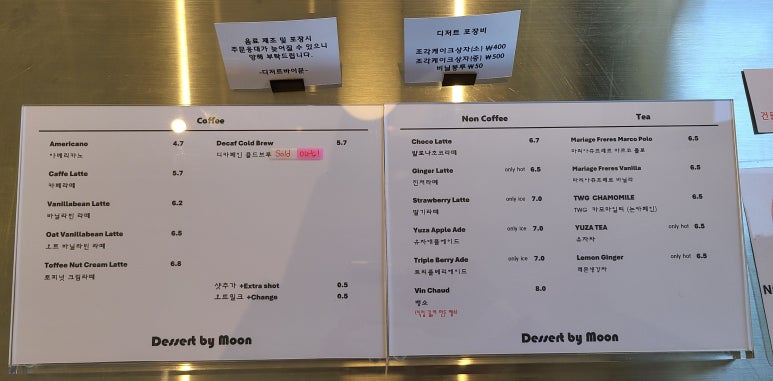 음료 제조 및 포장시
주문응대가 늦어질 수 있으니
양해 부탁드립니다.
-디저트바이문-
디저트 포장비
조각케이크상자(소) ₩400
조각케이크상자(중) ₩500
비닐봉투 ₩50
Coffee
Americano 4.7
아메리카노
Caffe Latte 5.7
카페라떼
Vanillabean Latte 6.2
바닐라빈 라떼
Oat Vanillabean Latte 6.5
오트 바닐라빈 라떼
Toffee Nut Cream Latte 6.8
토피넛 크림라떼
Decaf Cold Brew 5.7
디카페인 콜드브루 Sold out!
샷추가 +Extra shot 0.5
오트밀크 +Change 0.5
Dessert by Moon
Non Coffee
Choco Latte 6.7
발로나초코라떼
Ginger Latte only hot 6.5
진저라떼
Strawberry Latte only ice 7.0
딸기라떼
Yuza Apple Ade only ice 7.0
유자애플에이드
Triple Berry Ade only ice 7.0
트리플베리에이드
Vin Chaud 8.0
뱅쇼
Tea
Mariage Freres Marco Polo 6.5
마리아쥬프레르 마르코 폴로
Mariage Freres Vanilla 6.5
마리아쥬프레르 바닐라
TWG CHAMOMILE 6.5
TWG 카모마일티 (논카페인)
YUZA TEA only hot 6.5
유자차
Lemon Ginger only hot 6.5
레몬생강차
Dessert by Moon